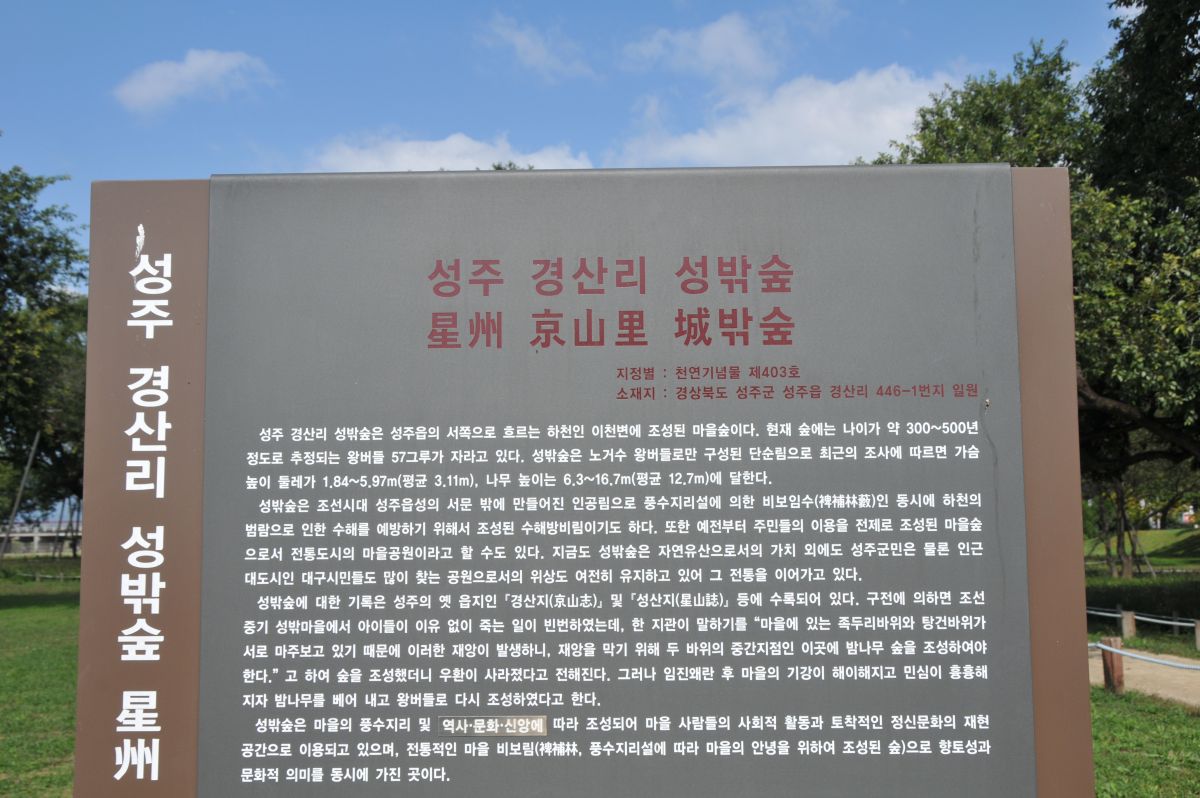 성주 경산리 성밖숲 星州
성주 경산리 성밖숲
星州 京山里 城밖숲
지정별 : 천연기념물 제403호
소재지 : 경상북도 성주군 성주읍 경산리 446-1번지 일원
성주 경산리 성밖숲은 성주읍의 서쪽으로 흐르는 하천인 이천변에 조성된 마을숲이다. 현재 숲에는 나이가 약 300~500년
정도로 추정되는 왕버들 57그루가 자라고 있다. 성밖숲은 노거수 왕버들로만 구성된 단순림으로 최근의 조사에 따르면 가슴
높이 둘레가 1.84~5.97m(평균 3.11m), 나무 높이는 6.3~16.7m(평균 12.7m)에 달한다.
성밖숲은 조선시대 성주읍성의 서문 밖에 만들어진 인공림으로 풍수지리설에 의한 비보임수(裨補林藪)인 동시에 하천의
범람으로 인한 수해를 예방하기 위해서 조성된 수해방비림이기도 하다. 또한 예전부터 주민들의 이용을 전제로 조성된 마을숲
으로서 전통도시의 마을공원이라고 할 수도 있다. 지금도 성밖숲은 자연유산으로서의 가치 외에도 성주군민은 물론 인근
대도시인 대구시민들도 많이 찾는 공원으로서의 위상도 여전히 유지하고 있어 그 전통을 이어가고 있다.
성밖숲에 대한 기록은 성주의 옛 읍지인 「경산지(京山志)」 및 「성산지(星山誌)」 등에 수록되어 있다. 구전에 의하면 조선
중기 성밖마을에서 아이들이 이유 없이 죽는 일이 빈번하였는데, 한 지관이 말하기를 “마을에 있는 족두리바위와 탕건바위가
서로 마주보고 있기 때문에 이러한 재앙이 발생하니, 재앙을 막기 위해 두 바위의 중간지점인 이곳에 밤나무 숲을 조성하여야
한다.” 고 하여 숲을 조성했더니 우환이 사라졌다고 전해진다. 그러나 임진왜란 후 마을의 기강이 해이해지고 민심이 흉흉해
지자 밤나무를 베어 내고 왕버들로 다시 조성하였다고 한다.
성밖숲은 마을의 풍수지리 및 역사·문화·신앙에 따라 조성되어 마을 사람들의 사회적 활동과 토착적인 정신문화의 재현
공간으로 이용되고 있으며, 전통적인 마을 비보림(裨補林, 풍수지리설에 따라 마을의 안녕을 위하여 조성된 숲)으로 향토성과
문화적 의미를 동시에 가진 곳이다.